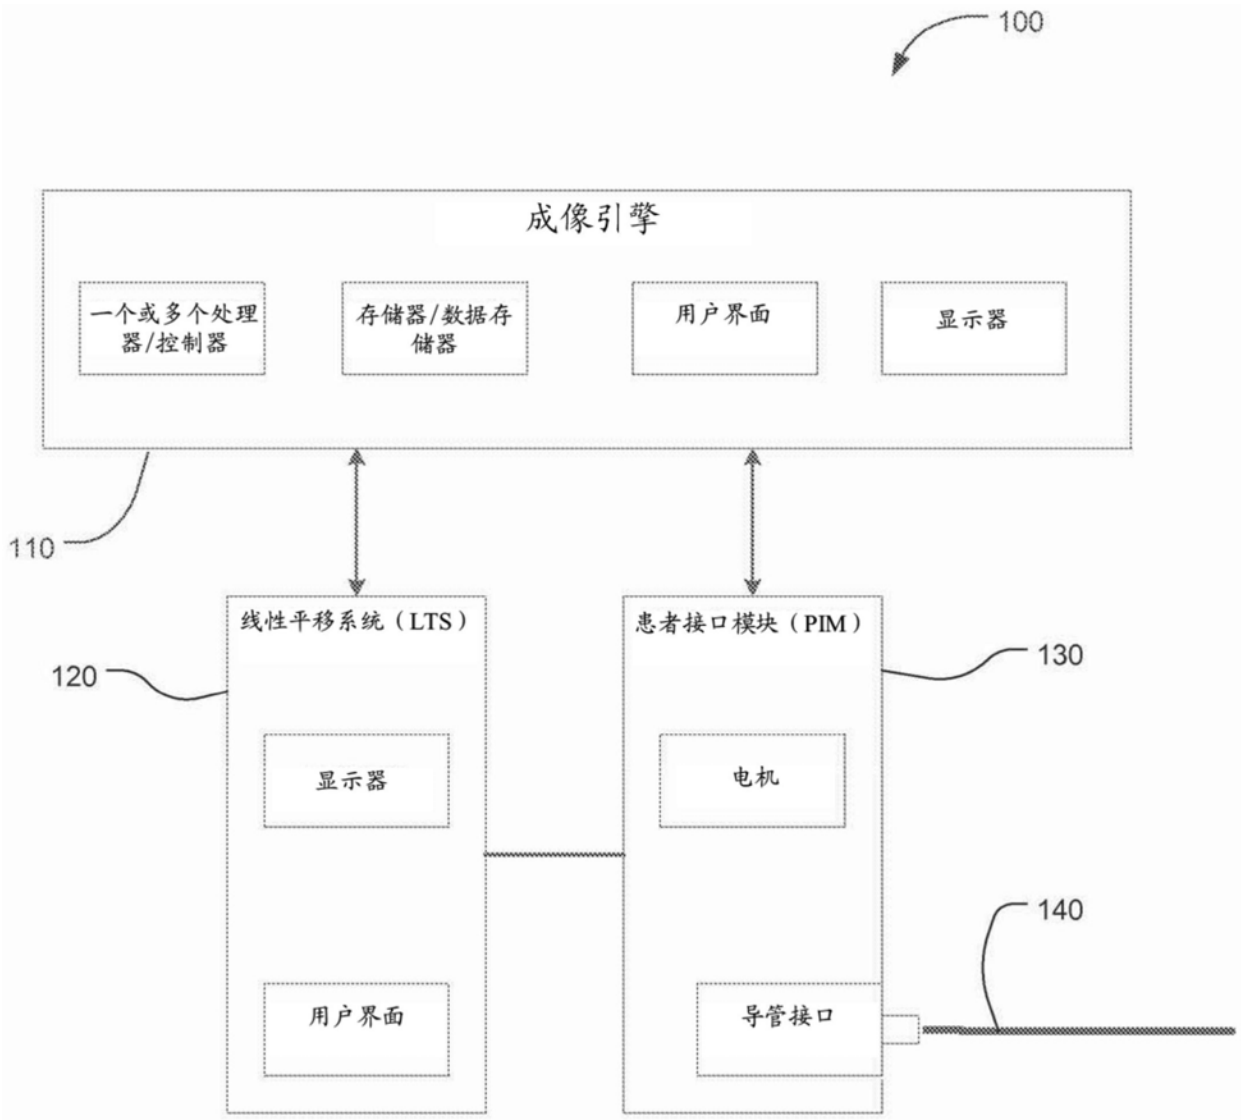 100
成像引擎
一个或多个处理
器/控制器
存储器/数据存
储器
用户界面
显示器
110
线性平移系统（LTS）
患者接口模块（PIM）
120
130
显示器
电机
140
用户界面
导管接口